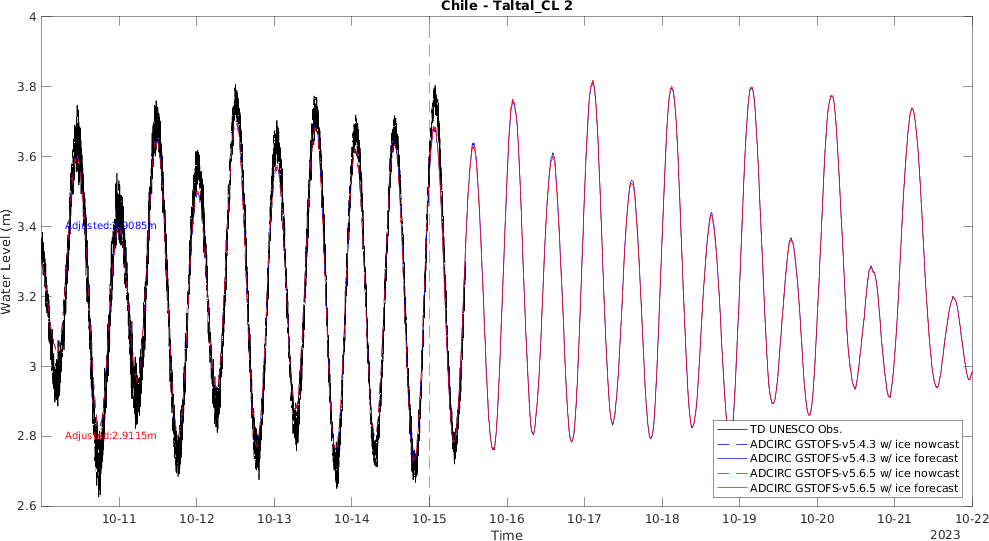 Chile - Taltal_CL 2
Water Level (m)
4
3.8
3.6
3.4
3.2
3
2.8
2.6
Adjusted:2.9085m
Adjusted:2.9115m
TD UNESCO Obs.
ADCIRC GSTOFS-v5.4.3 w/ ice nowcast
ADCIRC GSTOFS-v5.4.3 w/ ice forecast
ADCIRC GSTOFS-v5.6.5 w/ ice nowcast
ADCIRC GSTOFS-v5.6.5 w/ ice forecast
10-11 10-12 10-13 10-14 10-15 10-16 10-17 10-18 10-19 10-20 10-21 10-22
Time
2023